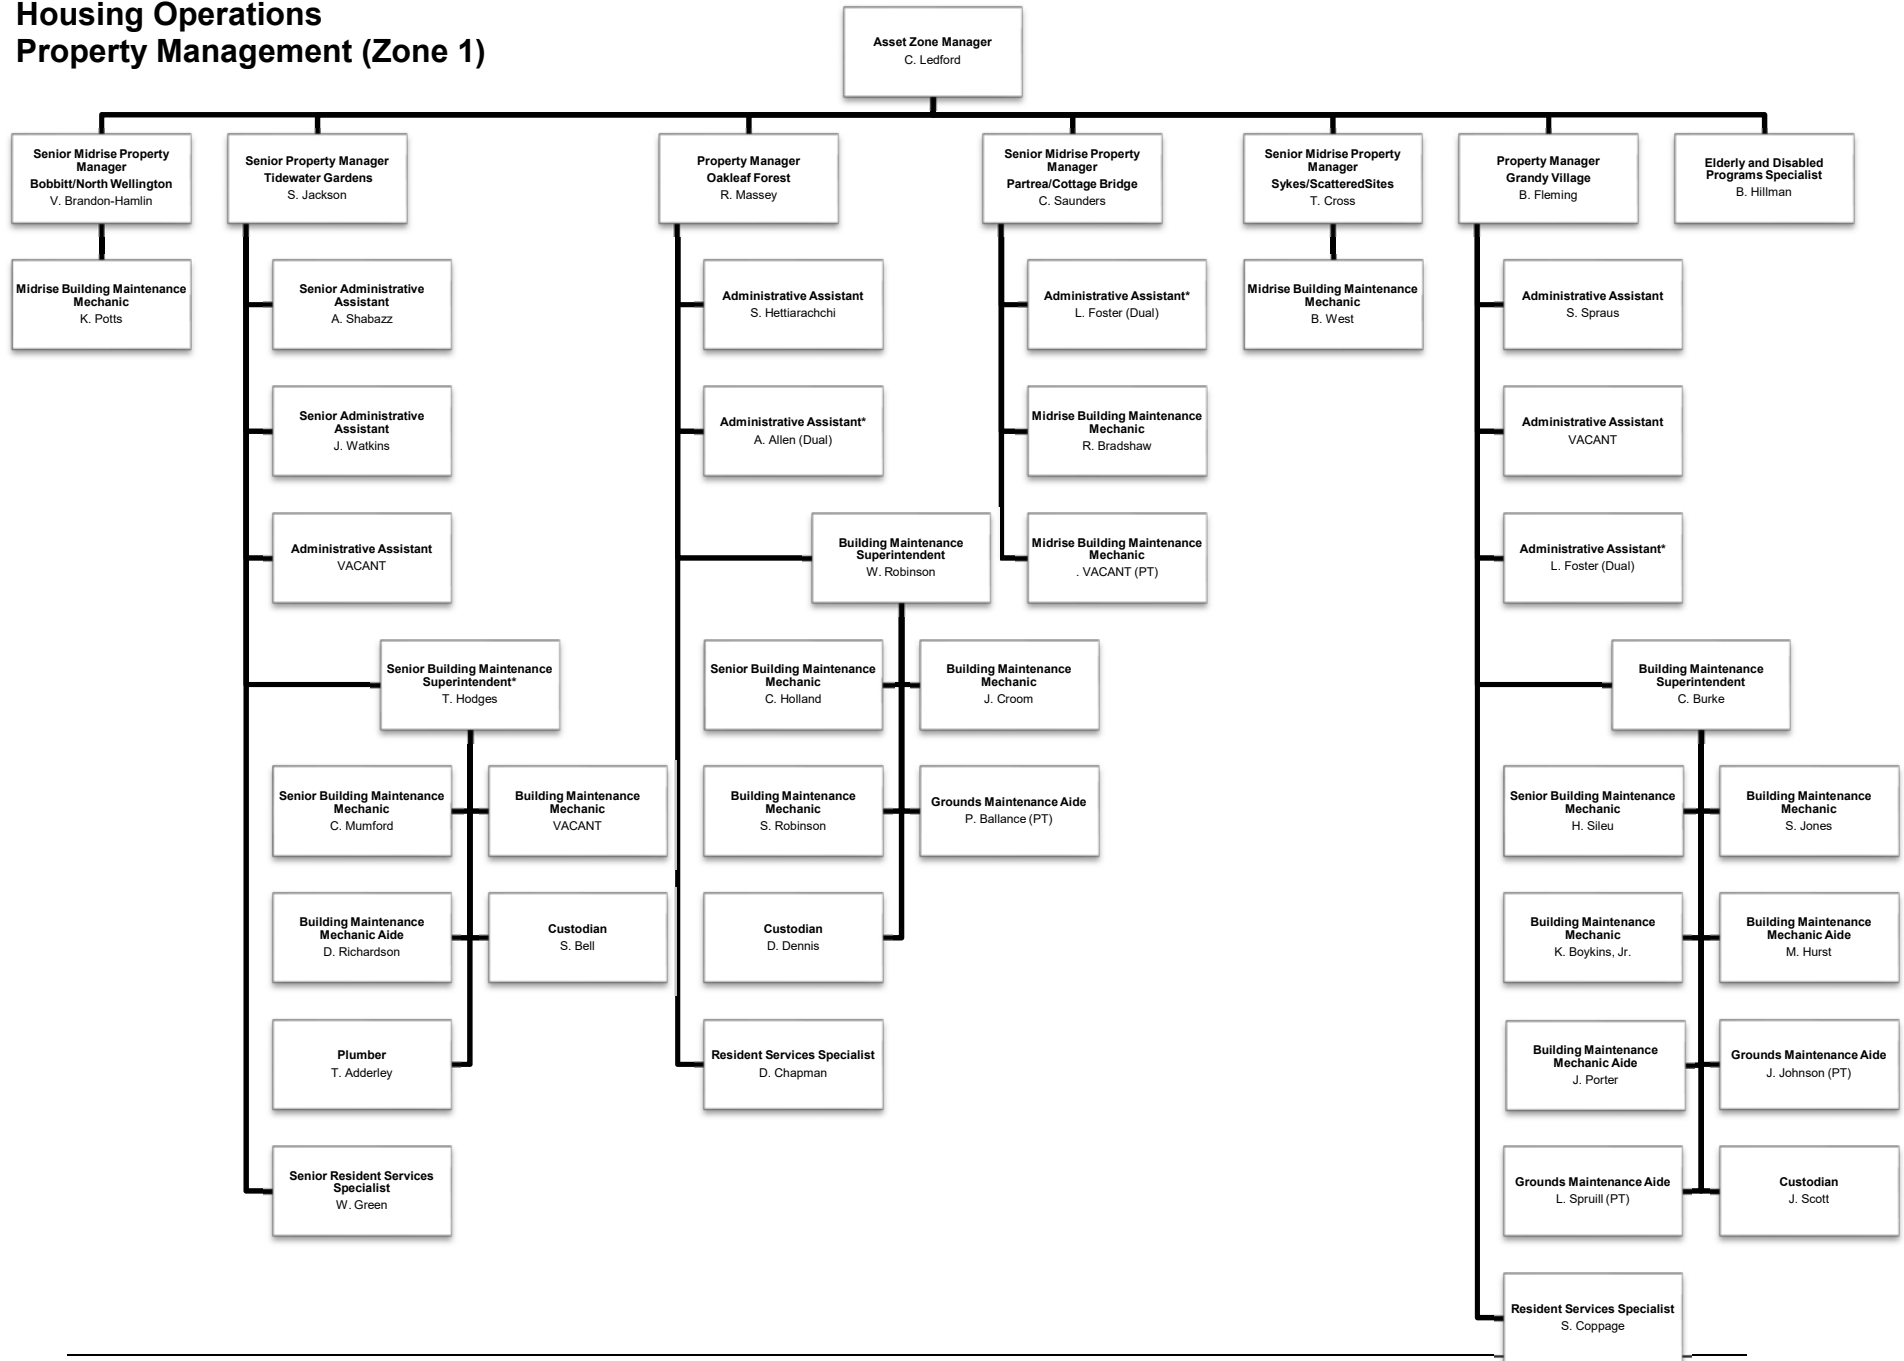 Housing Operations
Property Management (Zone 1)
Asset Zone Manager
C. Ledford
Senior Midrise Property
Manager
Bobbitt/North Wellington
V. Brandon-Hamlin
Senior Property Manager
Tidewater Gardens
S. Jackson
Property Manager
Oakleaf Forest
R. Massey
Senior Midrise Property
Manager
Partrea/Cottage Bridge
C. Saunders
Senior Midrise Property
Manager
Sykes/ScatteredSites
T. Cross
Property Manager
Grandy Village
B. Fleming
Elderly and Disabled
Programs Specialist
B. Hillman
Midrise Building Maintenance
Mechanic
K. Potts
Senior Administrative
Assistant
A. Shabazz
Administrative Assistant
S. Hettiarachchi
Administrative Assistant*
L. Foster (Dual)
Midrise Building Maintenance
Mechanic
B. West
Administrative Assistant
S. Spraus
Senior Administrative
Assistant
J. Watkins
Administrative Assistant*
A. Allen (Dual)
Midrise Building Maintenance
Mechanic
R. Bradshaw
Administrative Assistant
VACANT
Administrative Assistant
VACANT
Building Maintenance
Superintendent
W. Robinson
Midrise Building Maintenance
Mechanic
. VACANT (PT)
Administrative Assistant*
L. Foster (Dual)
Senior Building Maintenance
Superintendent*
T. Hodges
Senior Building Maintenance
Mechanic
C. Holland
Building Maintenance
Mechanic
J. Croom
Building Maintenance
Superintendent
C. Burke
Senior Building Maintenance
Mechanic
C. Mumford
Building Maintenance
Mechanic
VACANT
Building Maintenance
Mechanic
S. Robinson
Grounds Maintenance Aide
P. Ballance (PT)
Senior Building Maintenance
Mechanic
H. Sileu
Building Maintenance
Mechanic
S. Jones
Building Maintenance
Mechanic Aide
D. Richardson
Custodian
S. Bell
Custodian
D. Dennis
Building Maintenance
Mechanic
K. Boykins, Jr.
Building Maintenance
Mechanic Aide
M. Hurst
Plumber
T. Adderley
Resident Services Specialist
D. Chapman
Building Maintenance
Mechanic Aide
J. Porter
Grounds Maintenance Aide
J. Johnson (PT)
Senior Resident Services
Specialist
W. Green
Grounds Maintenance Aide
L. Spruill (PT)
Custodian
J. Scott
Resident Services Specialist
S. Coppage